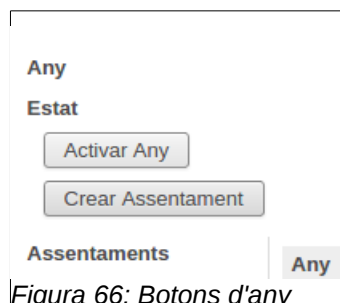 Any
Estat
Activar Any
Crear Assentament
Assentaments
Any
Figura 66: Botons d'any